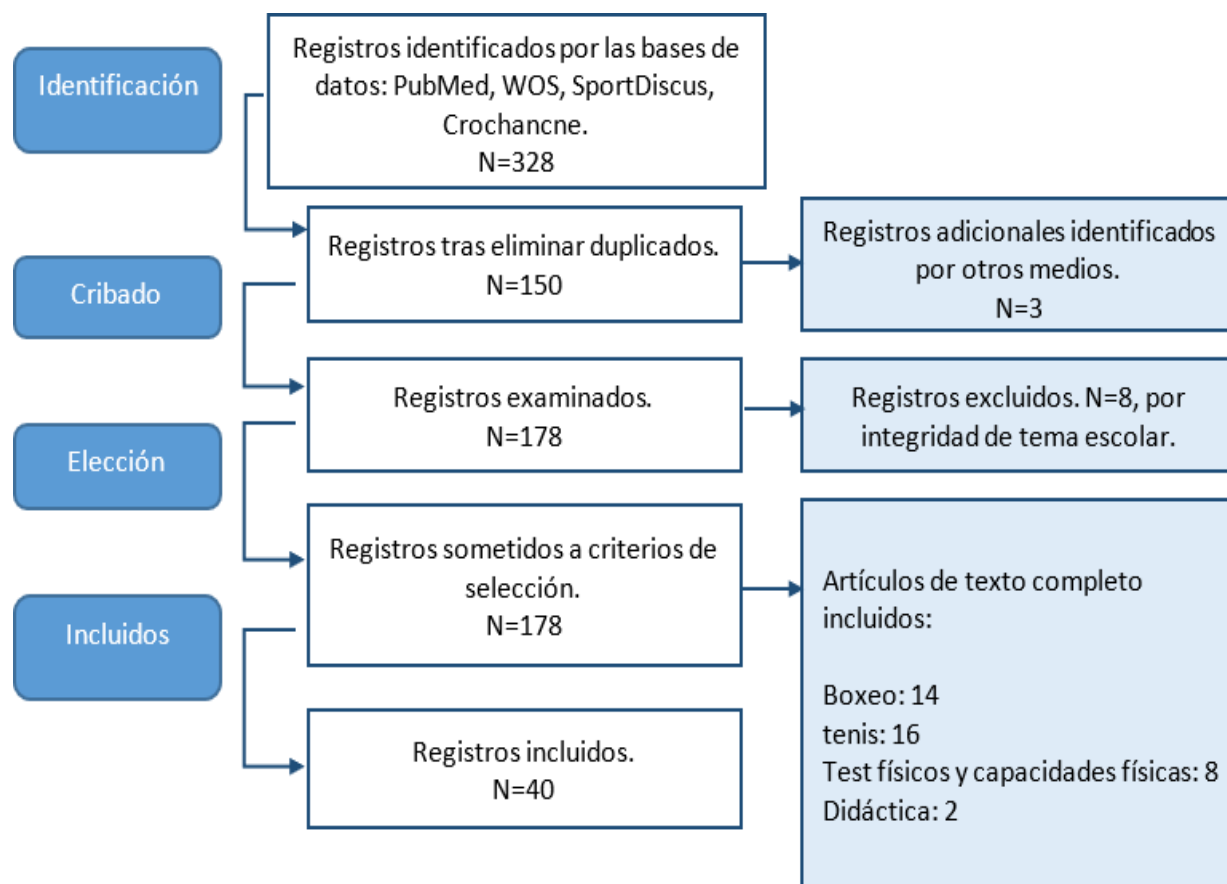 Identificación
Registros identificados por las bases de
datos: PubMed, WOS, SportDiscus,
Crochancne.
N=328
Registros tras eliminar duplicados.
N=150
Registros adicionales identificados
por otros medios.
N=3
Cribado
Registros examinados.
N=178
Registros excluidos. N=8, por
integridad de tema escolar.
Elección
Registros sometidos a criterios de
selección.
N=178
Artículos de texto completo
incluidos:
Boxeo: 14
tenis: 16
Test físicos y capacidades físicas: 8
Didáctica: 2
Incluidos
Registros incluidos.
N=40